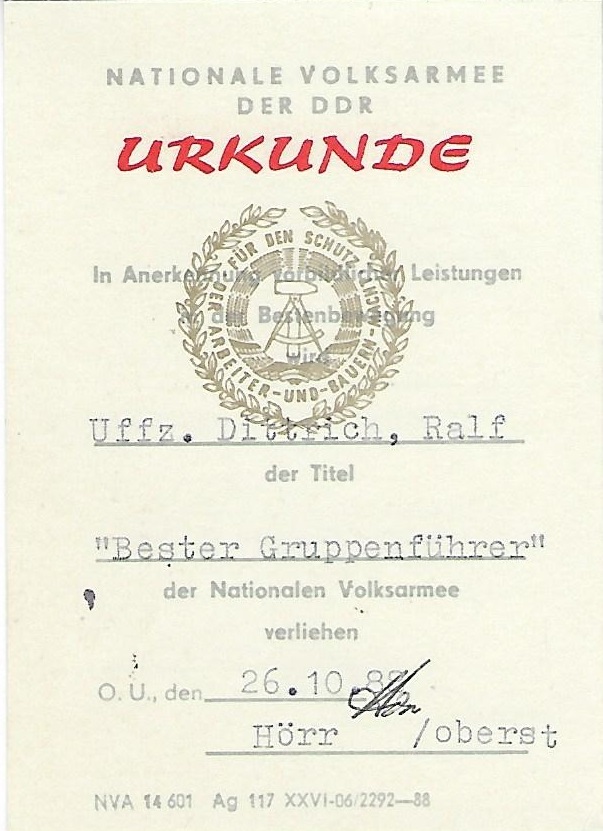 NATIONALE VOLKSARMEE
DER DDR
URKUNDE
FÜR DEN SCHUTZ DER ARBEITER-UND-BAUERN-MACHT
In Anerkennung vorbildlicher Leistungen
in der Bestenbewegung
wird
Uffz. Dittrich, Ralf
der Titel
"Bester Gruppenführer"
der Nationalen Volksarmee
verliehen
O. U., den 26.10.
Hörr /oberst
NVA 14 601 Ag 117 XXVI-06/2292—88